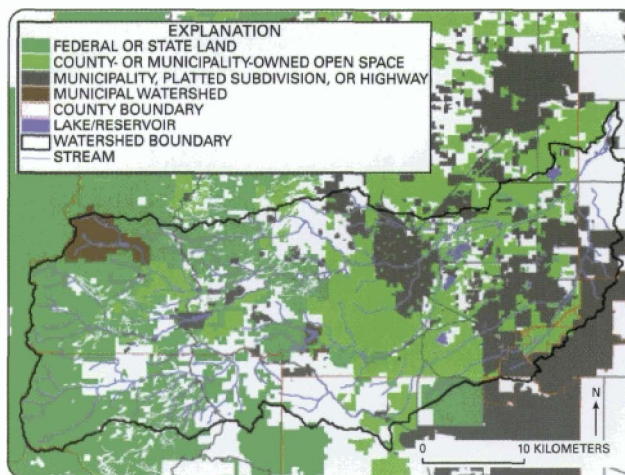 EXPLANATION
FEDERAL OR STATE LAND
COUNTY- OR MUNICIPALITY-OWNED OPEN SPACE
MUNICIPALITY, PLATTED SUBDIVISION, OR HIGHWAY
MUNICIPAL WATERSHED
COUNTY BOUNDARY
LAKE/RESERVOIR
WATERSHED BOUNDARY
STREAM
N
0 10 KILOMETERS